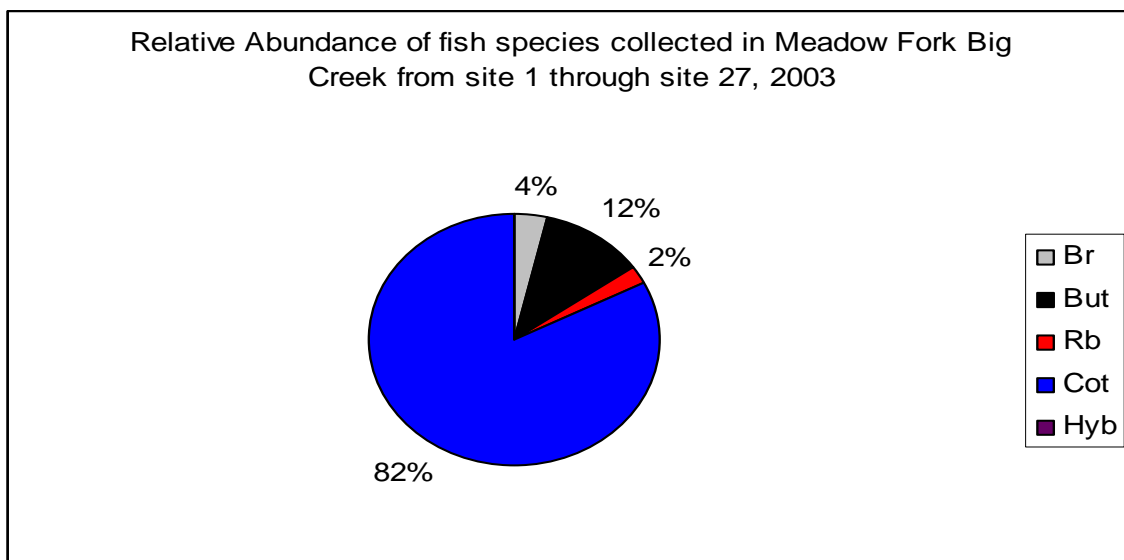 Relative Abundance of fish species collected in Meadow Fork Big
Creek from site 1 through site 27, 2003
4%
12%
2%
82%
Br
But
Rb
Cot
Hyb